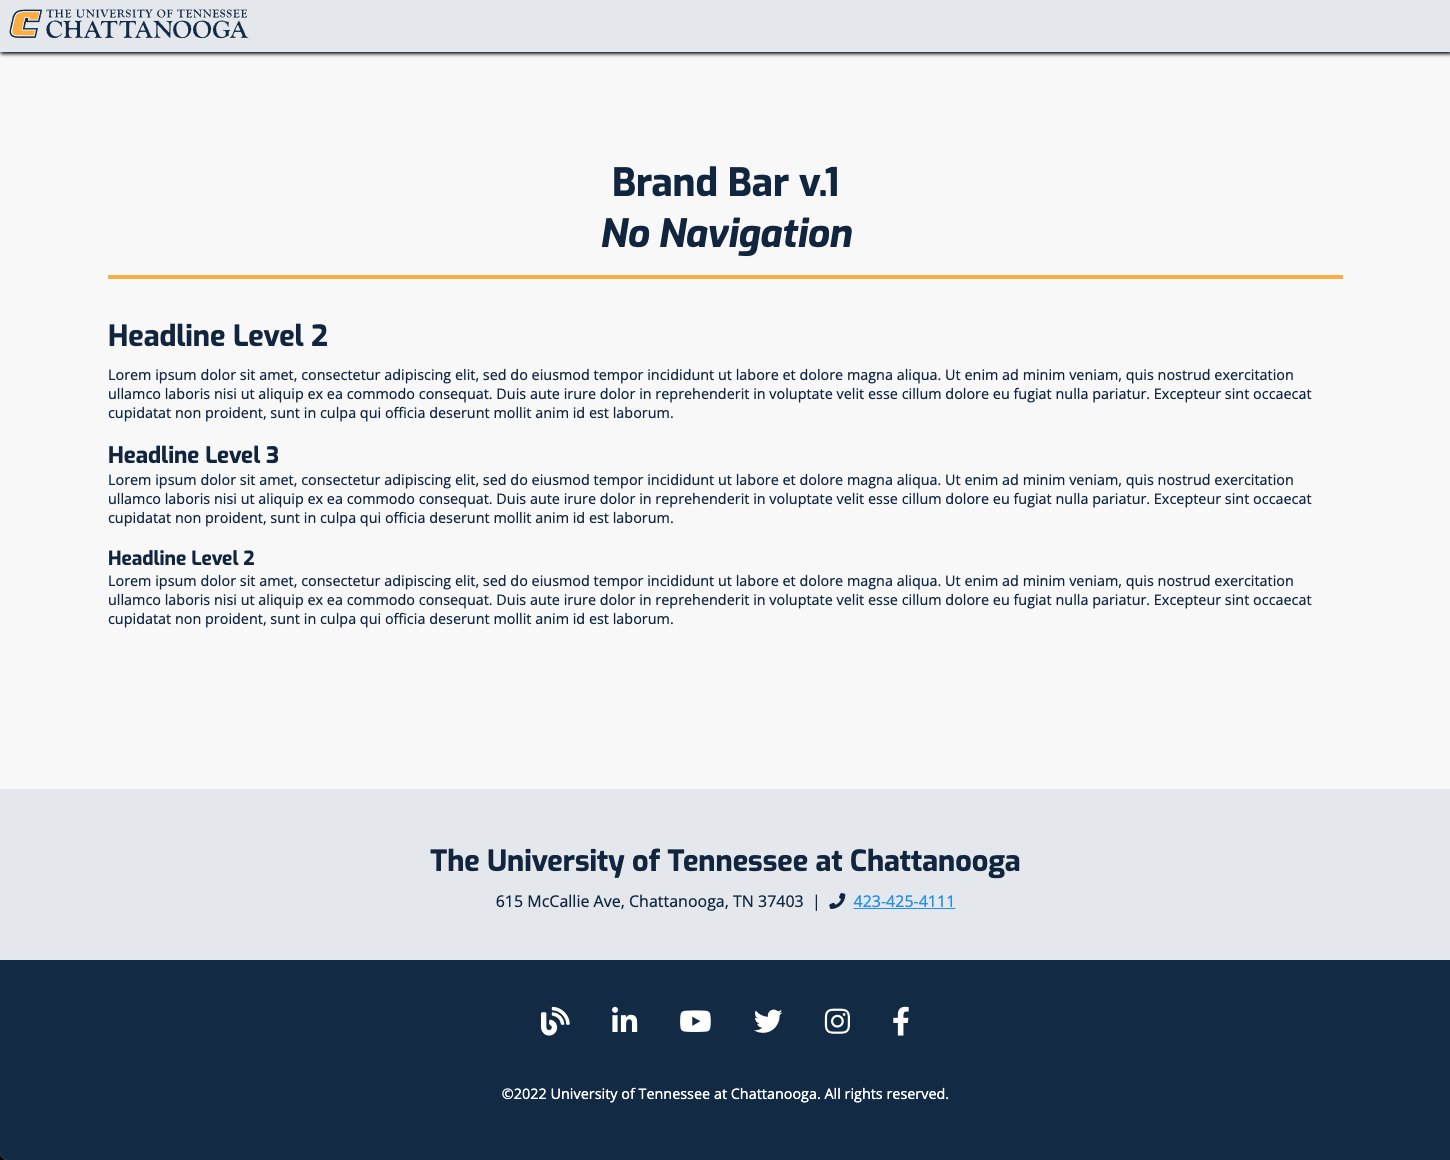 THE UNIVERSITY OF TENNESSEE
CHATTANOOGA
Brand Bar v.1
No Navigation
Headline Level 2
Lorem ipsum dolor sit amet, consectetur adipiscing elit, sed do eiusmod tempor incididunt ut labore et dolore magna aliqua. Ut enim ad minim veniam, quis nostrud exercitation
ullamco laboris nisi ut aliquip ex ea commodo consequat. Duis aute irure dolor in reprehenderit in voluptate velit esse cillum dolore eu fugiat nulla pariatur. Excepteur sint occaecat
cupidatat non proident, sunt in culpa qui officia deserunt mollit anim id est laborum.
Headline Level 3
Lorem ipsum dolor sit amet, consectetur adipiscing elit, sed do eiusmod tempor incididunt ut labore et dolore magna aliqua. Ut enim ad minim veniam, quis nostrud exercitation
ullamco laboris nisi ut aliquip ex ea commodo consequat. Duis aute irure dolor in reprehenderit in voluptate velit esse cillum dolore eu fugiat nulla pariatur. Excepteur sint occaecat
cupidatat non proident, sunt in culpa qui officia deserunt mollit anim id est laborum.
Headline Level 2
Lorem ipsum dolor sit amet, consectetur adipiscing elit, sed do eiusmod tempor incididunt ut labore et dolore magna aliqua. Ut enim ad minim veniam, quis nostrud exercitation
ullamco laboris nisi ut aliquip ex ea commodo consequat. Duis aute irure dolor in reprehenderit in voluptate velit esse cillum dolore eu fugiat nulla pariatur. Excepteur sint occaecat
cupidatat non proident, sunt in culpa qui officia deserunt mollit anim id est laborum.
The University of Tennessee at Chattanooga
615 McCallie Ave, Chattanooga, TN 37403 | 423-425-4111
©2022 University of Tennessee at Chattanooga. All rights reserved.